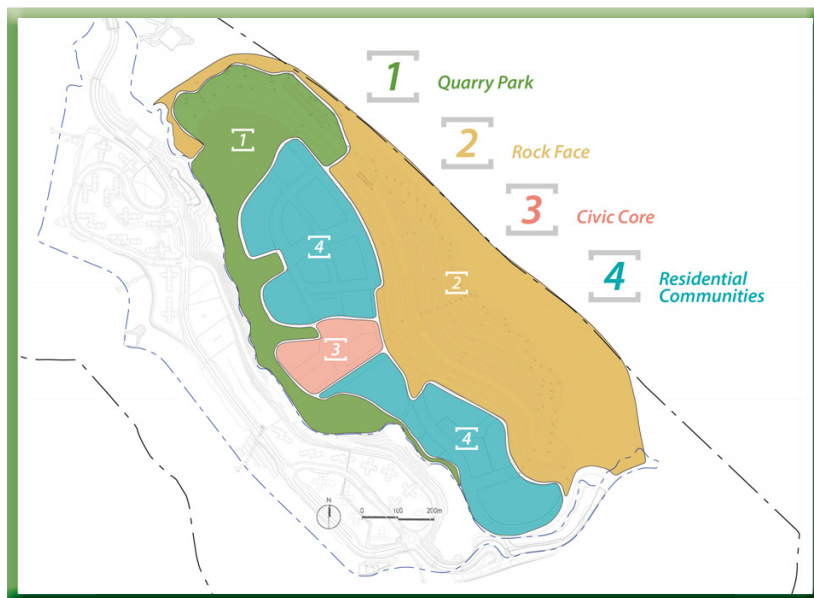 1 Quarry Park
2 Rock Face
3 Civic Core
4 Residential
Communities
1
4
2
3
4
N
0 100 200m